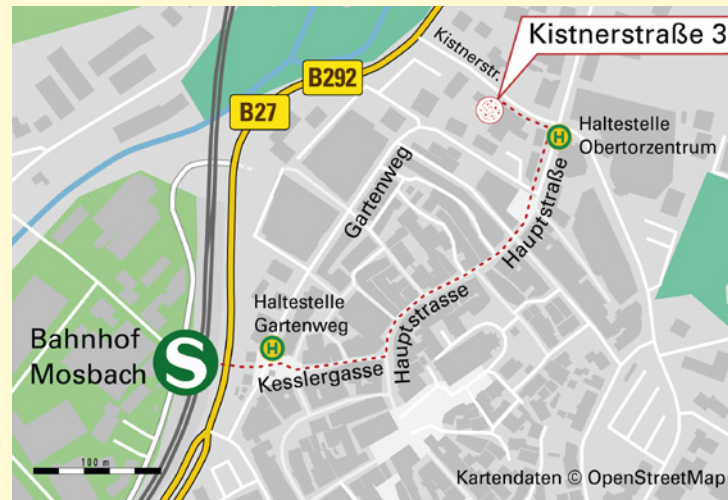 Kistnerstraße 3
Kistnerstr.
B292
B27
H
Haltestelle
Obertorzentrum
Gartenweg
Hauptstraße
Haltestelle
Gartenweg
H
Hauptstrasse
Bahnhof
Mosbach
S
Kesslergasse
100 m
Kartendaten © OpenStreetMap